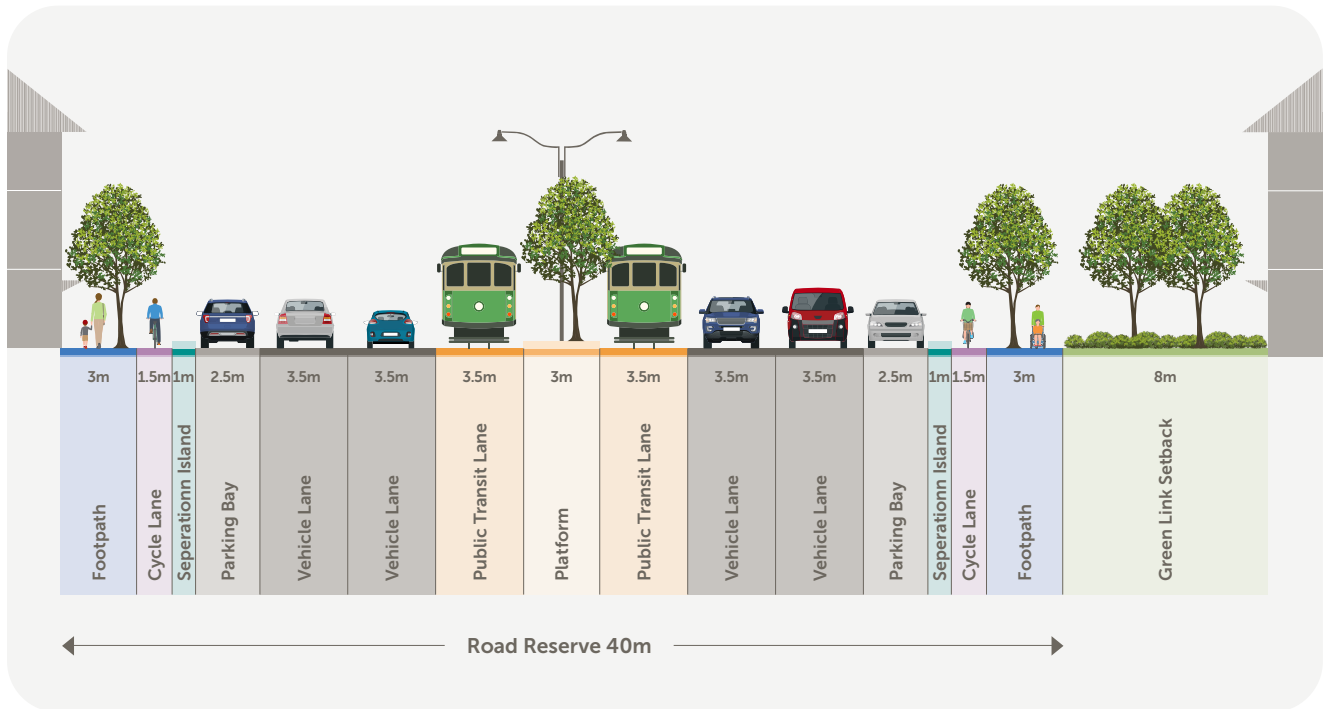 3m
1.5m
1m
2.5m
3.5m
3.5m
3.5m
3m
3.5m
3.5m
3.5m
2.5m
1m
1.5m
3m
8m
Footpath
Cycle Lane
Seperationn Island
Parking Bay
Vehicle Lane
Vehicle Lane
Public Transit Lane
Platform
Public Transit Lane
Vehicle Lane
Vehicle Lane
Parking Bay
Seperationn Island
Cycle Lane
Footpath
Green Link Setback
Road Reserve 40m